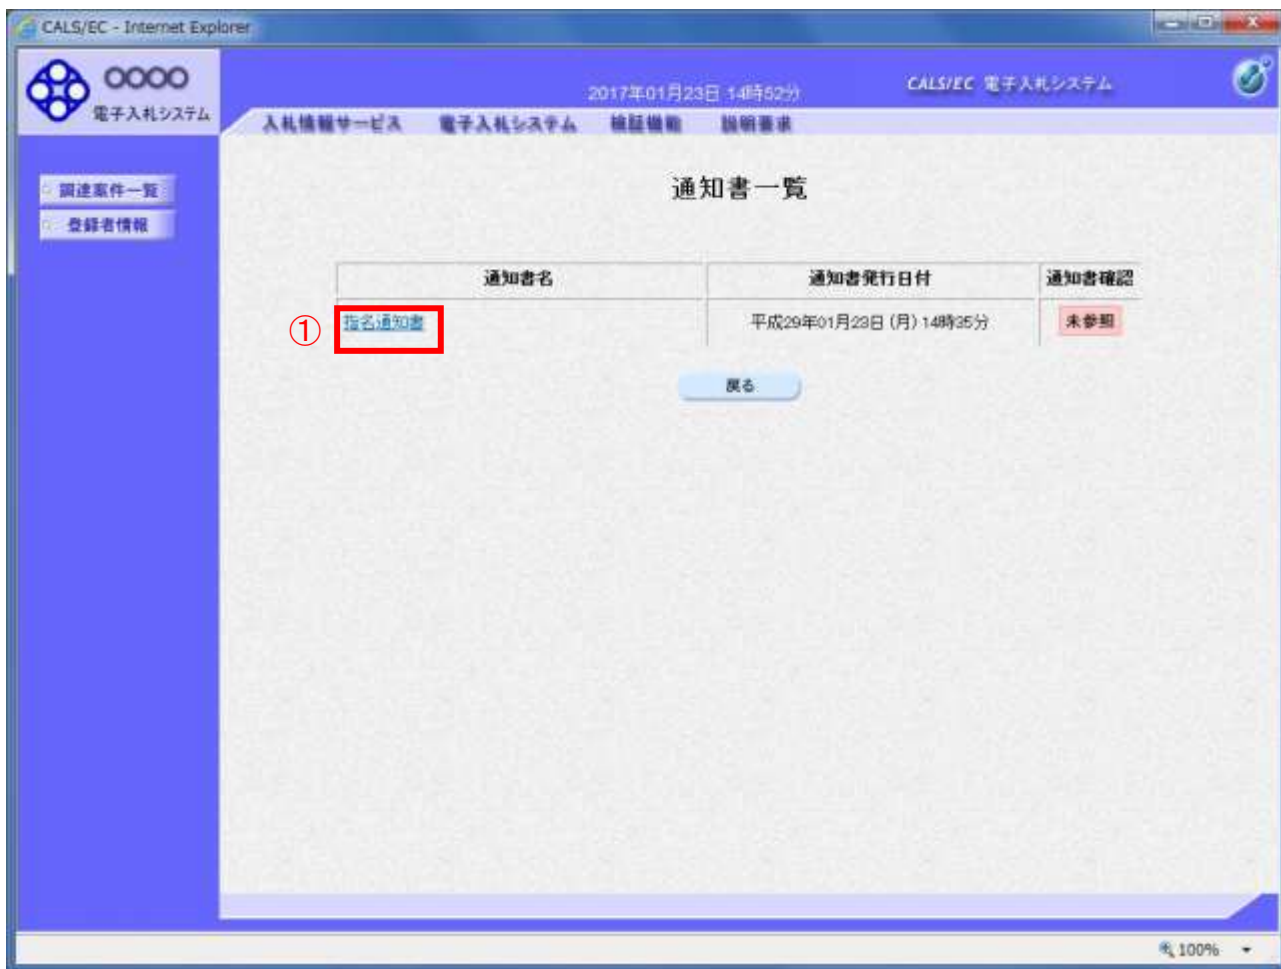 CALS/EC - Internet Explorer
○○○○
電子入札システム
2017年01月23日 14時52分
CALS/EC 電子入札システム
入札情報サービス 電子入札システム 検証機能 説明要求
調達案件一覧
登録者情報
通知書一覧
通知書名 通知書発行日付 通知書確認
① 指名通知書 平成29年01月23日 (月) 14時35分 未参照
戻る
100%